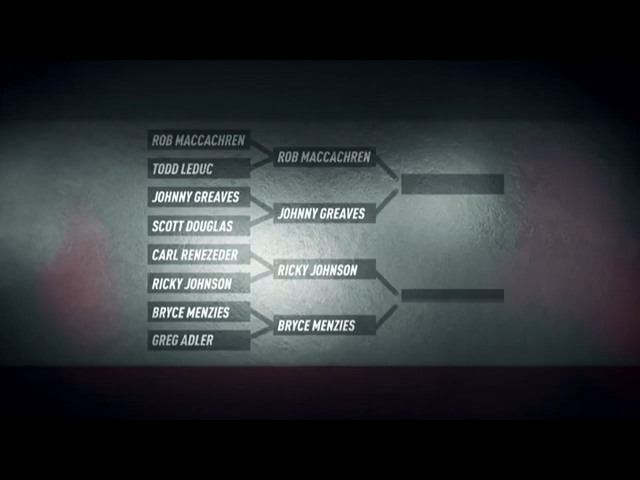 ROB MACCACHREN
TODD LEDUC
JOHNNY GREAVES
SCOTT DOUGLAS
CARL RENEZEDER
RICKY JOHNSON
BRYCE MENZIES
GREG ADLER
ROB MACCACHREN
JOHNNY GREAVES
RICKY JOHNSON
BRYCE MENZIES